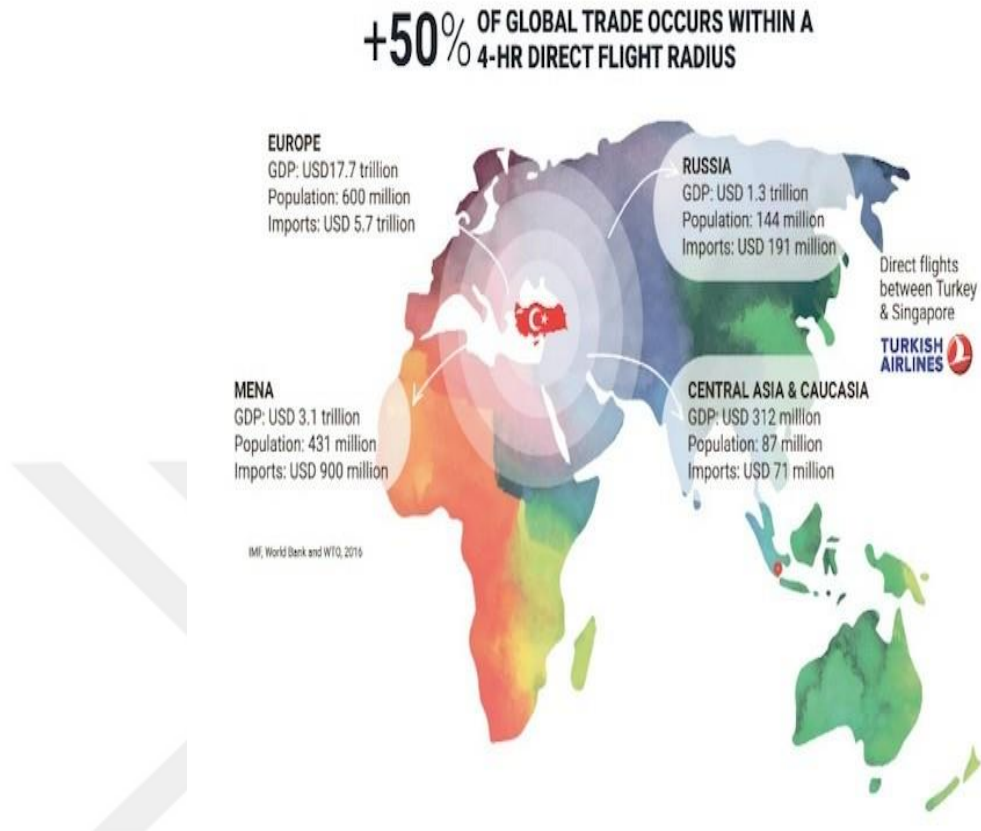 +50% OF GLOBAL TRADE OCCURS WITHIN A
4-HR DIRECT FLIGHT RADIUS
EUROPE
GDP: USD17.7 trillion
Population: 600 million
Imports: USD 5.7 trillion
RUSSIA
GDP: USD 1.3 trillion
Population: 144 million
Imports: USD 191 million
Direct flights
between Turkey
& Singapore
TURKISH
AIRLINES
MENA
GDP: USD 3.1 trillion
Population: 431 million
Imports: USD 900 million
CENTRAL ASIA & CAUCASIA
GDP: USD 312 million
Population: 87 million
Imports: USD 71 million
IMF, World Bank and WTO, 2016